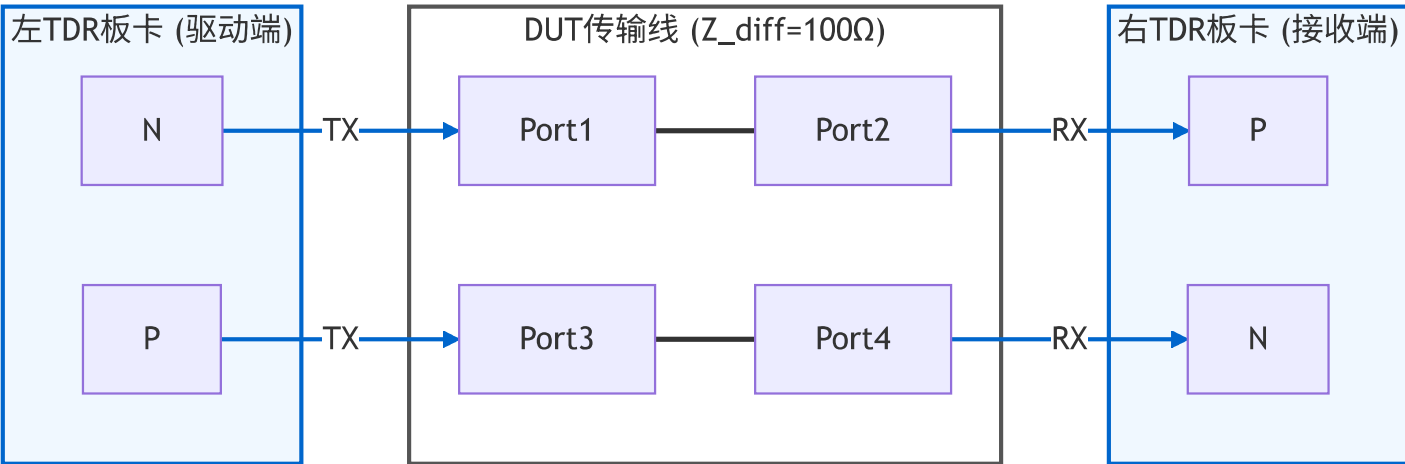 左TDR板卡 (驱动端)
DUT传输线 (Z_diff=100Ω)
右TDR板卡 (接收端)
N
TX
Port1
Port2
RX
P
P
TX
Port3
Port4
RX
N